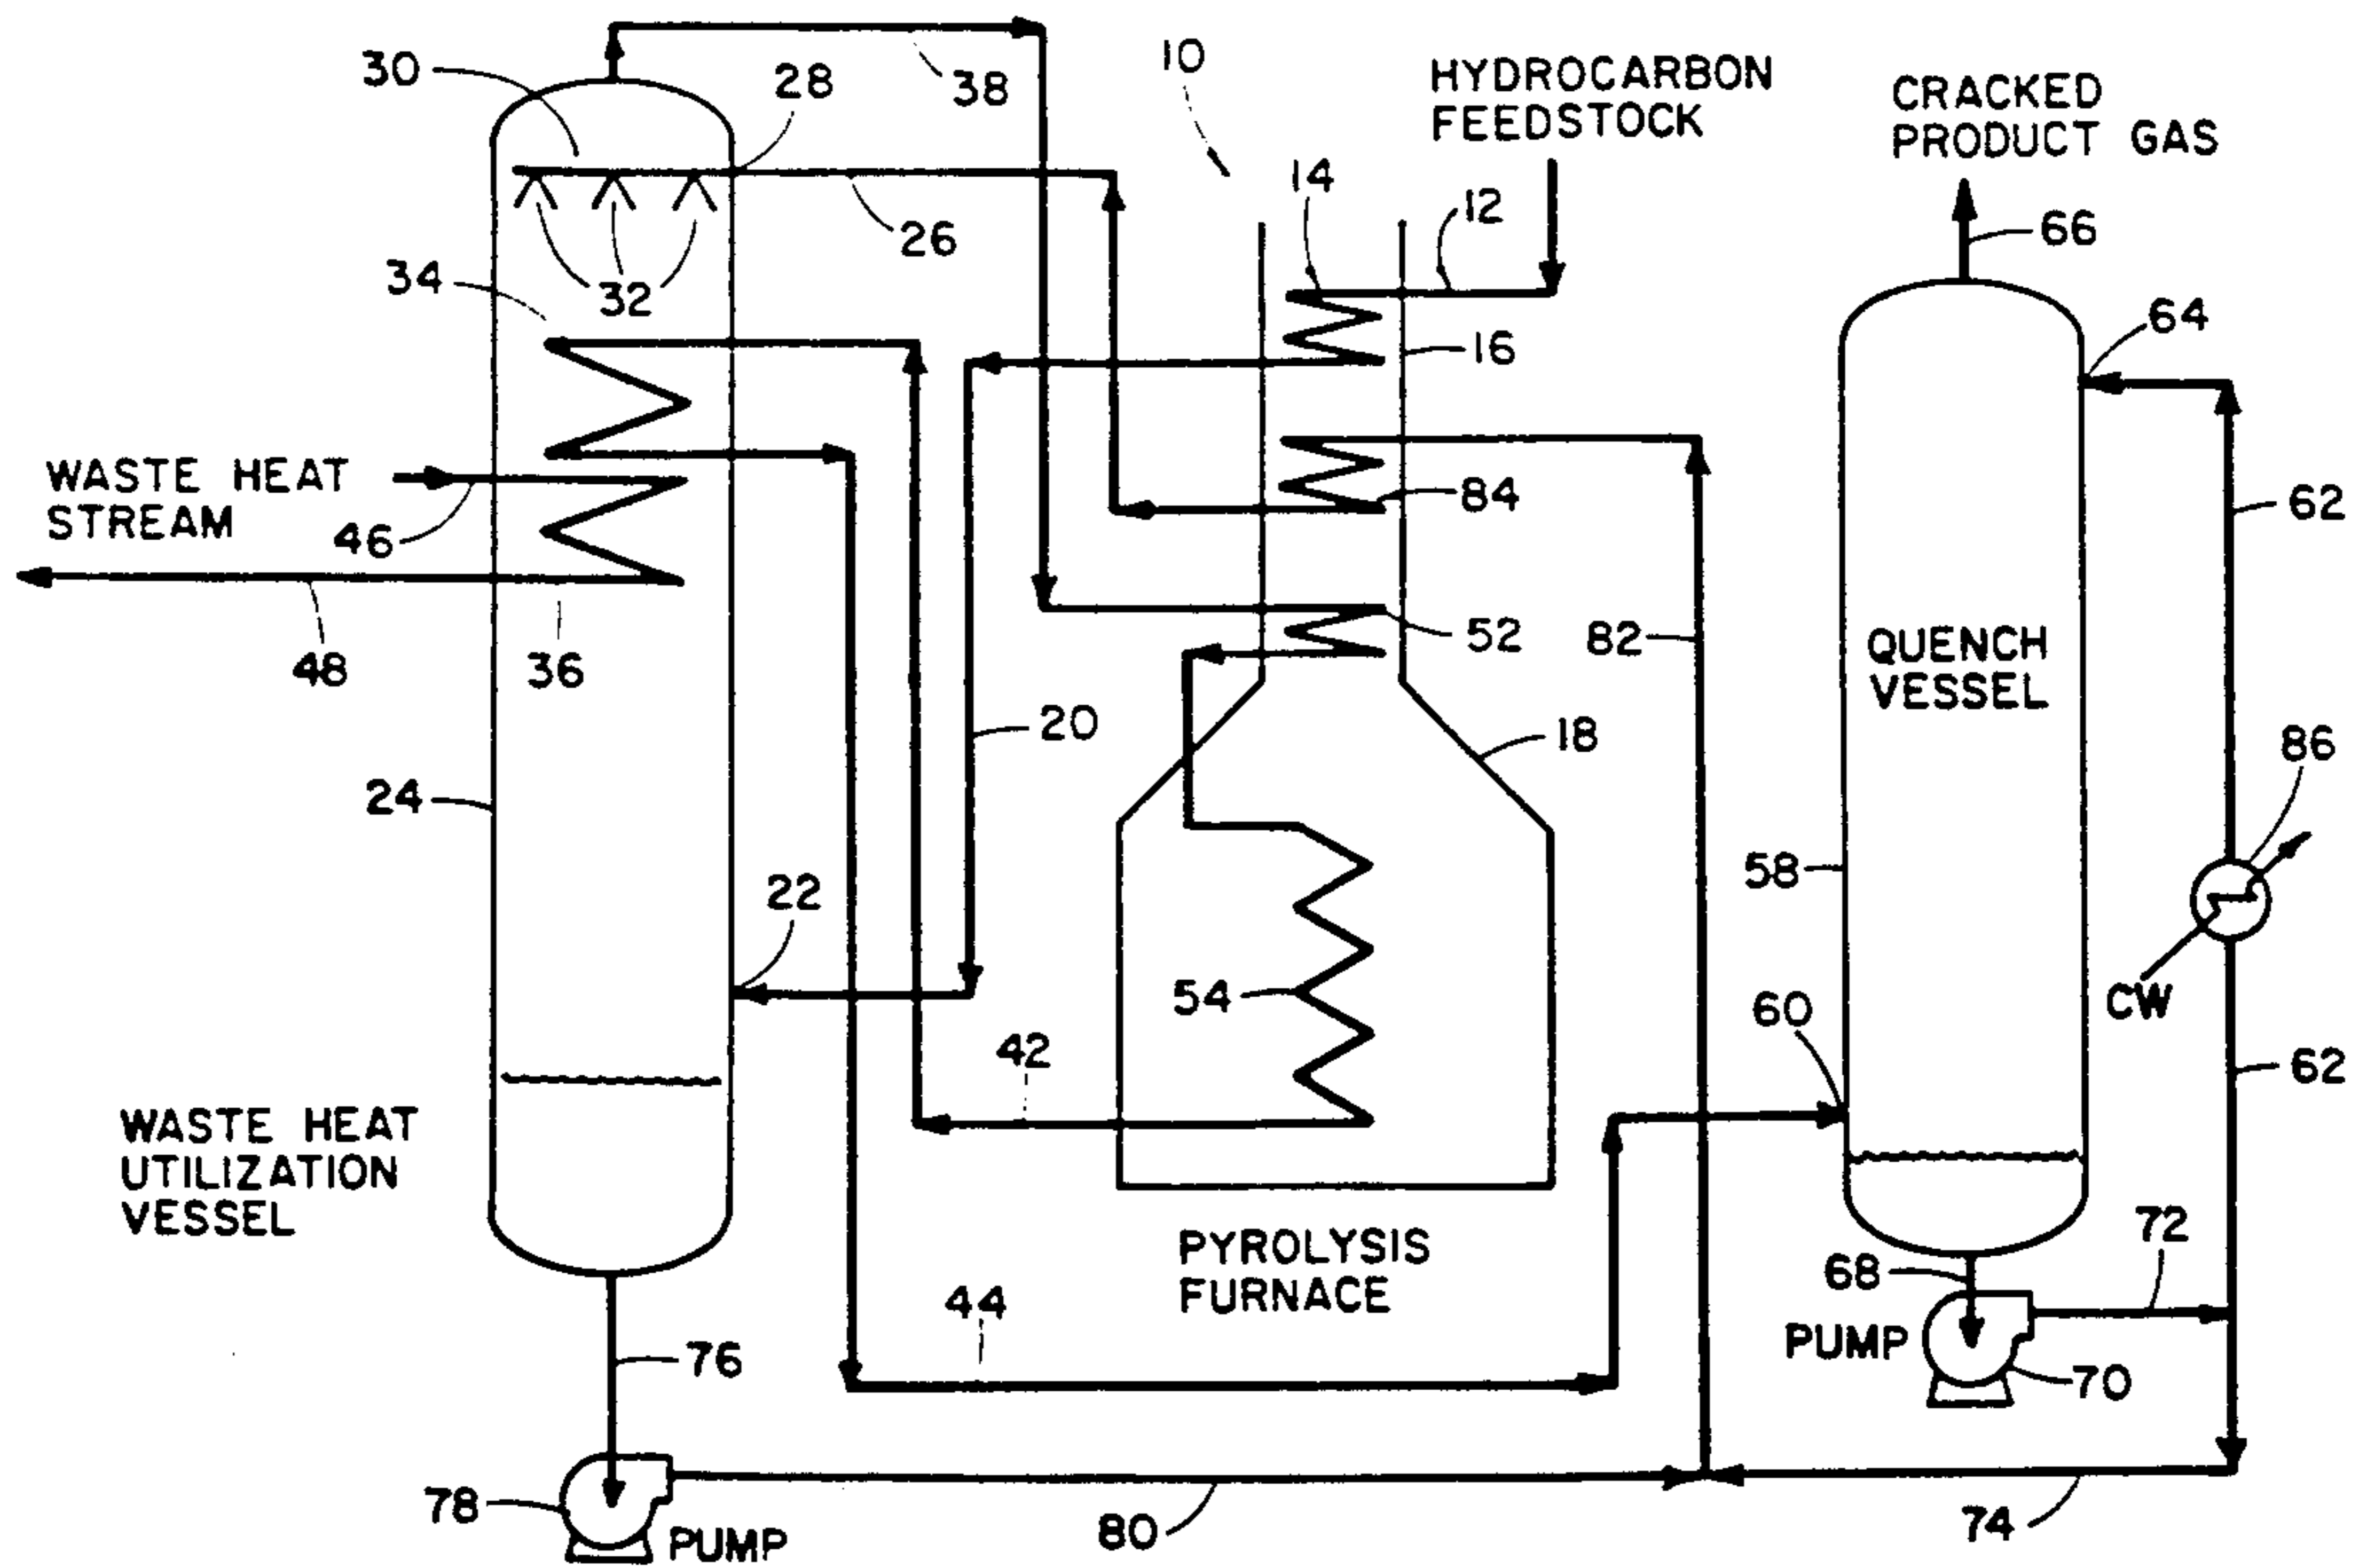 30
38
10
28
HYDROCARBON
FEEDSTOCK
CRACKED
PRODUCT GAS
14
12
66
26
34
32
64
16
WASTE HEAT
STREAM
46
84
62
48
36
52
82
QUENCH
VESSEL
20
18
86
24
58
22
54
60
CW
42
62
WASTE HEAT
UTILIZATION
VESSEL
PYROLYSIS
FURNACE
72
68
44
76
PUMP
70
78
PUMP
80
74